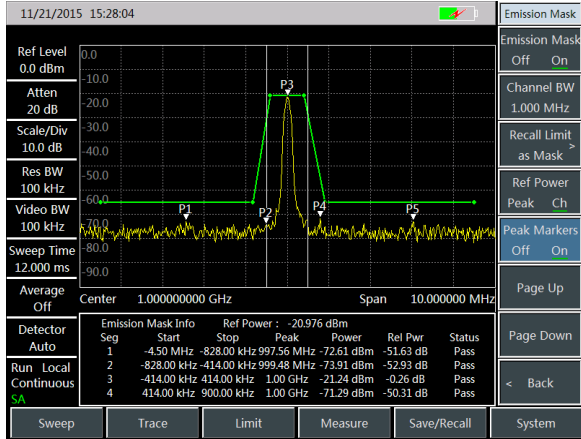 11/21/2015 15:28:04
Emission Mask
Ref Level
0.0 dBm
Atten
20 dB
Scale/Div
10.0 dB
Res BW
100 kHz
Video BW
100 kHz
Sweep Time
12.000 ms
Average
Off
Detector
Auto
Run Local
Continuous
SA
0.0
-10.0
-20.0
-30.0
-40.0
-50.0
-60.0
-70.0
-80.0
-90.0
P1
P2
P3
P4
P5
Center 1.000000000 GHz Span 10.000000 MHz
Emission Mask Info Ref Power : -20.976 dBm
Seg Start Stop Peak Power Rel Pwr Status
1 -4.50 MHz -828.00 kHz 997.56 MHz -72.61 dBm -51.63 dB Pass
2 -828.00 kHz -414.00 kHz 999.48 MHz -73.91 dBm -52.93 dB Pass
3 -414.00 kHz 414.00 kHz 1.00 GHz -21.24 dBm -0.26 dB Pass
4 414.00 kHz 900.00 kHz 1.00 GHz -71.29 dBm -50.31 dB Pass
Emission Mask
Off On
Channel BW
1.000 MHz
Recall Limit
as Mask >
Ref Power
Peak Ch
Peak Markers
Off On
Page Up
Page Down
< Back
Sweep Trace Limit Measure Save/Recall System